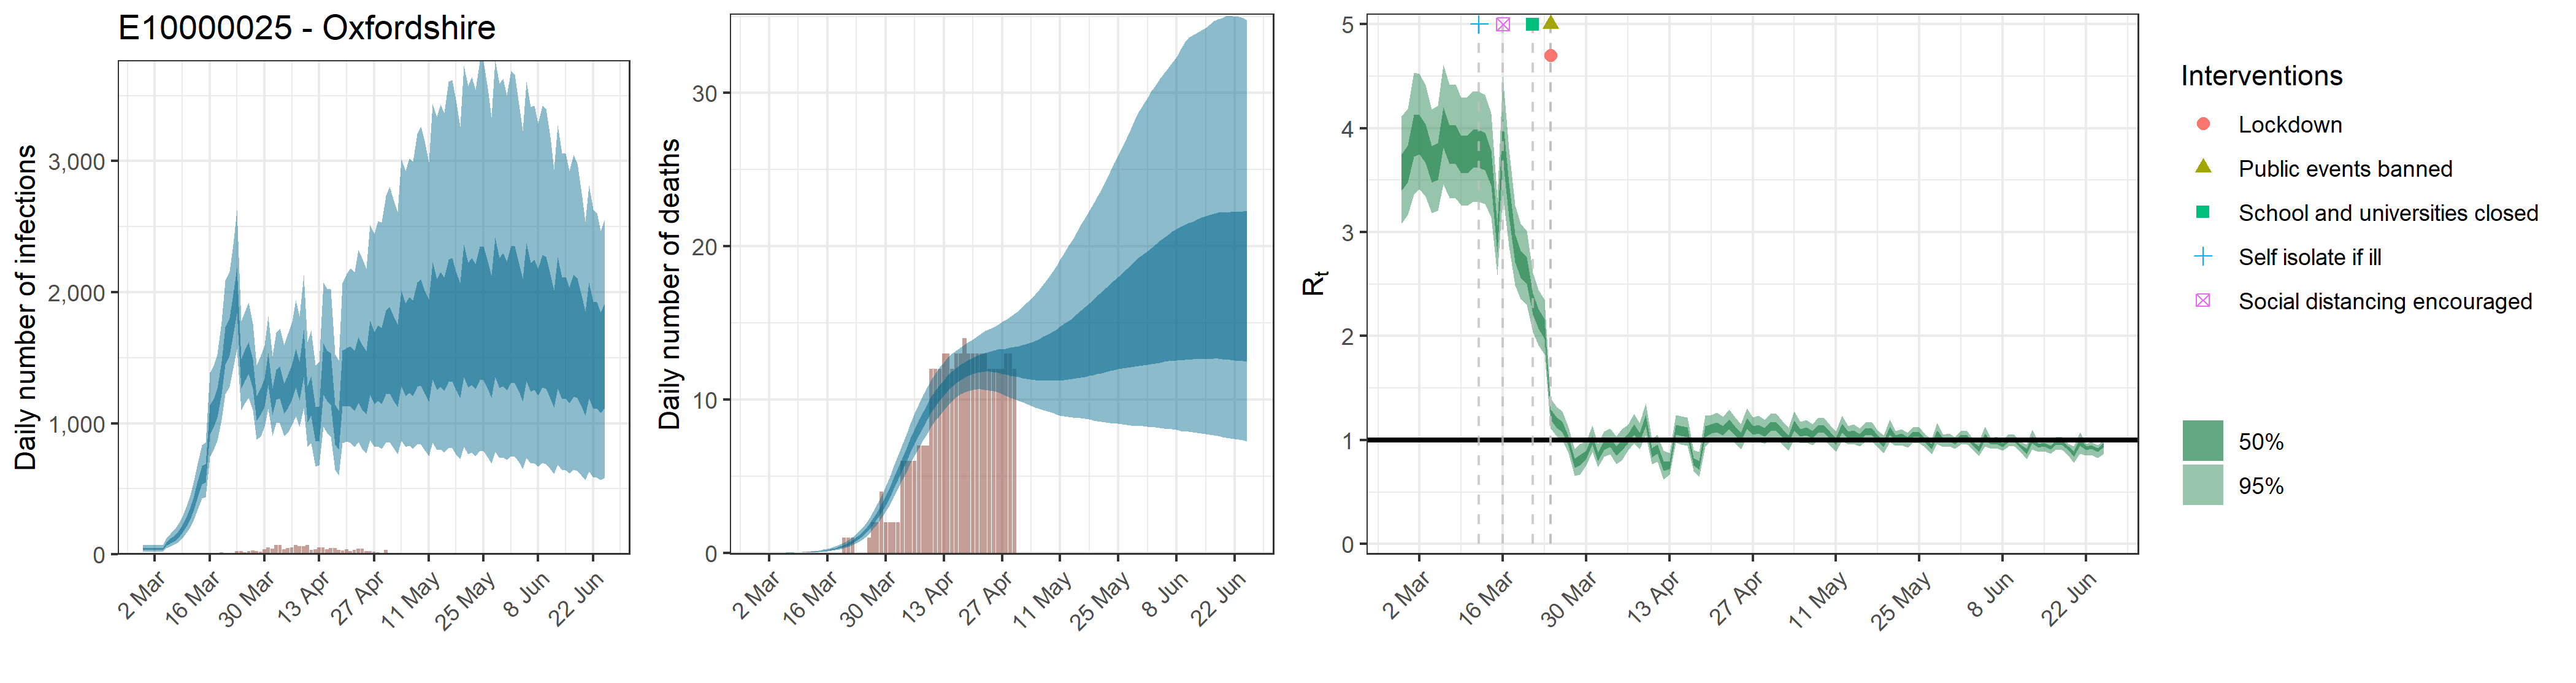 E10000025 - Oxfordshire
Daily number of infections
3,000
2,000
1,000
0
2 Mar
16 Mar
30 Mar
13 Apr
27 Apr
11 May
25 May
8 Jun
22 Jun
Daily number of deaths
30
20
10
0
2 Mar
16 Mar
30 Mar
13 Apr
27 Apr
11 May
25 May
8 Jun
22 Jun
Rt
5
4
3
2
1
0
2 Mar
16 Mar
30 Mar
13 Apr
27 Apr
11 May
25 May
8 Jun
22 Jun
Interventions
Lockdown
Public events banned
School and universities closed
Self isolate if ill
Social distancing encouraged
50%
95%